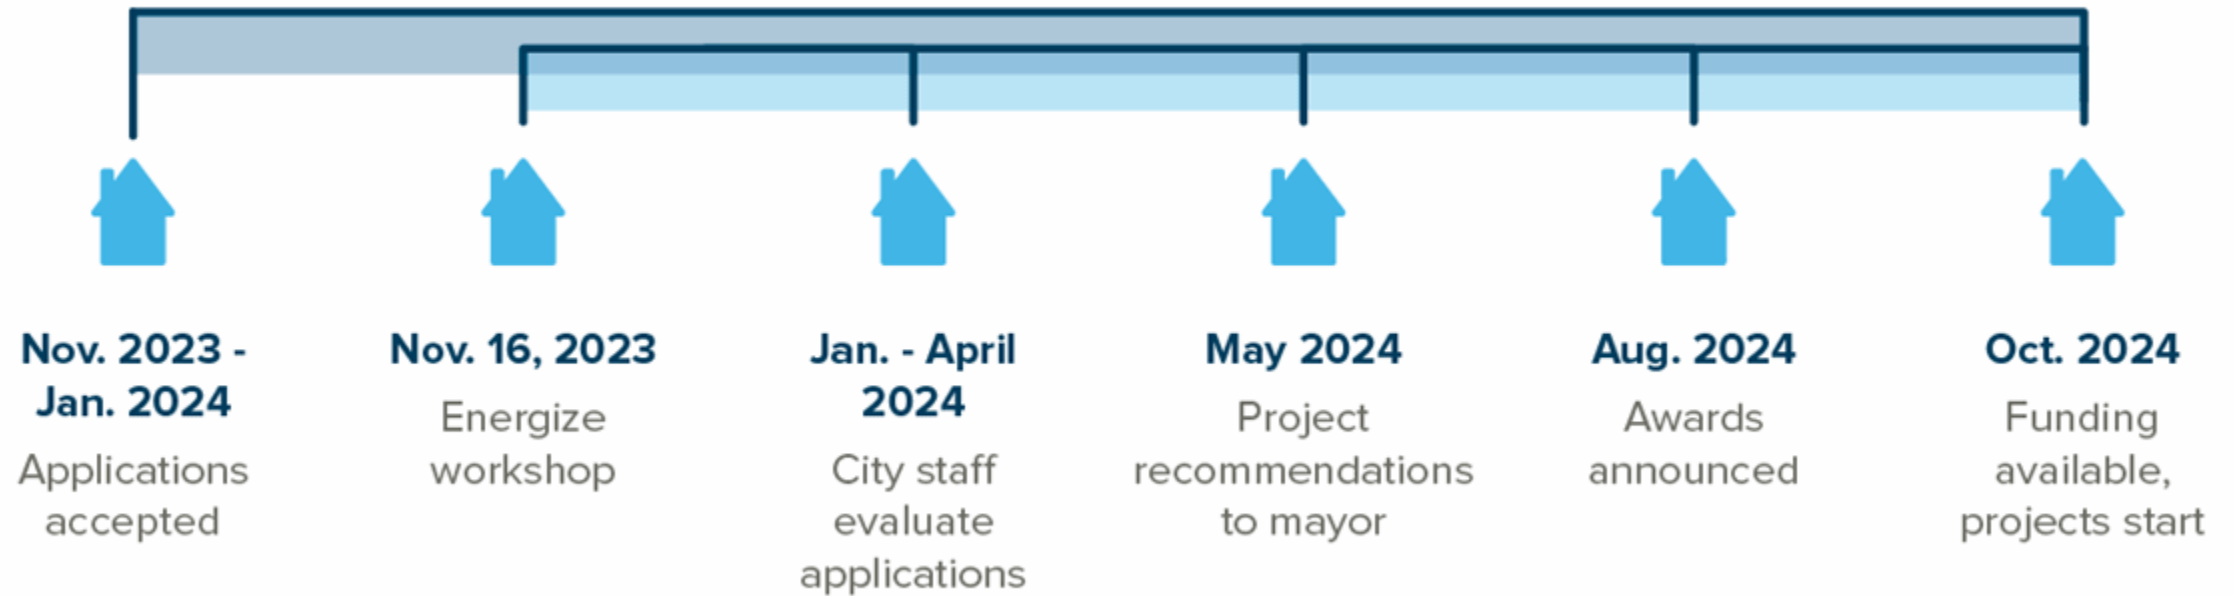 Nov. 2023 -
Jan. 2024
Applications
accepted
Nov. 16, 2023
Energize
workshop
Jan. - April
2024
City staff
evaluate
applications
May 2024
Project
recommendations
to mayor
Aug. 2024
Awards
announced
Oct. 2024
Funding
available,
projects start